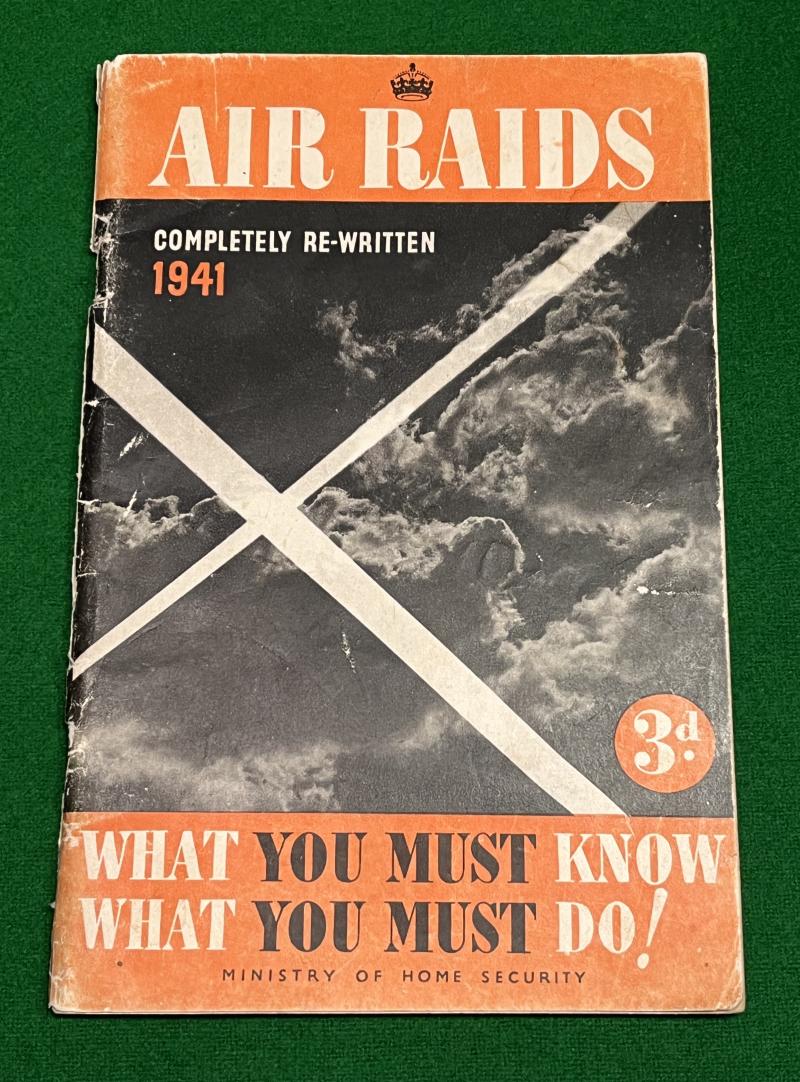 AIR RAIDS
COMPLETELY RE-WRITTEN
1941
3d.
WHAT YOU MUST KNOW
WHAT YOU MUST DO!
MINISTRY OF HOME SECURITY